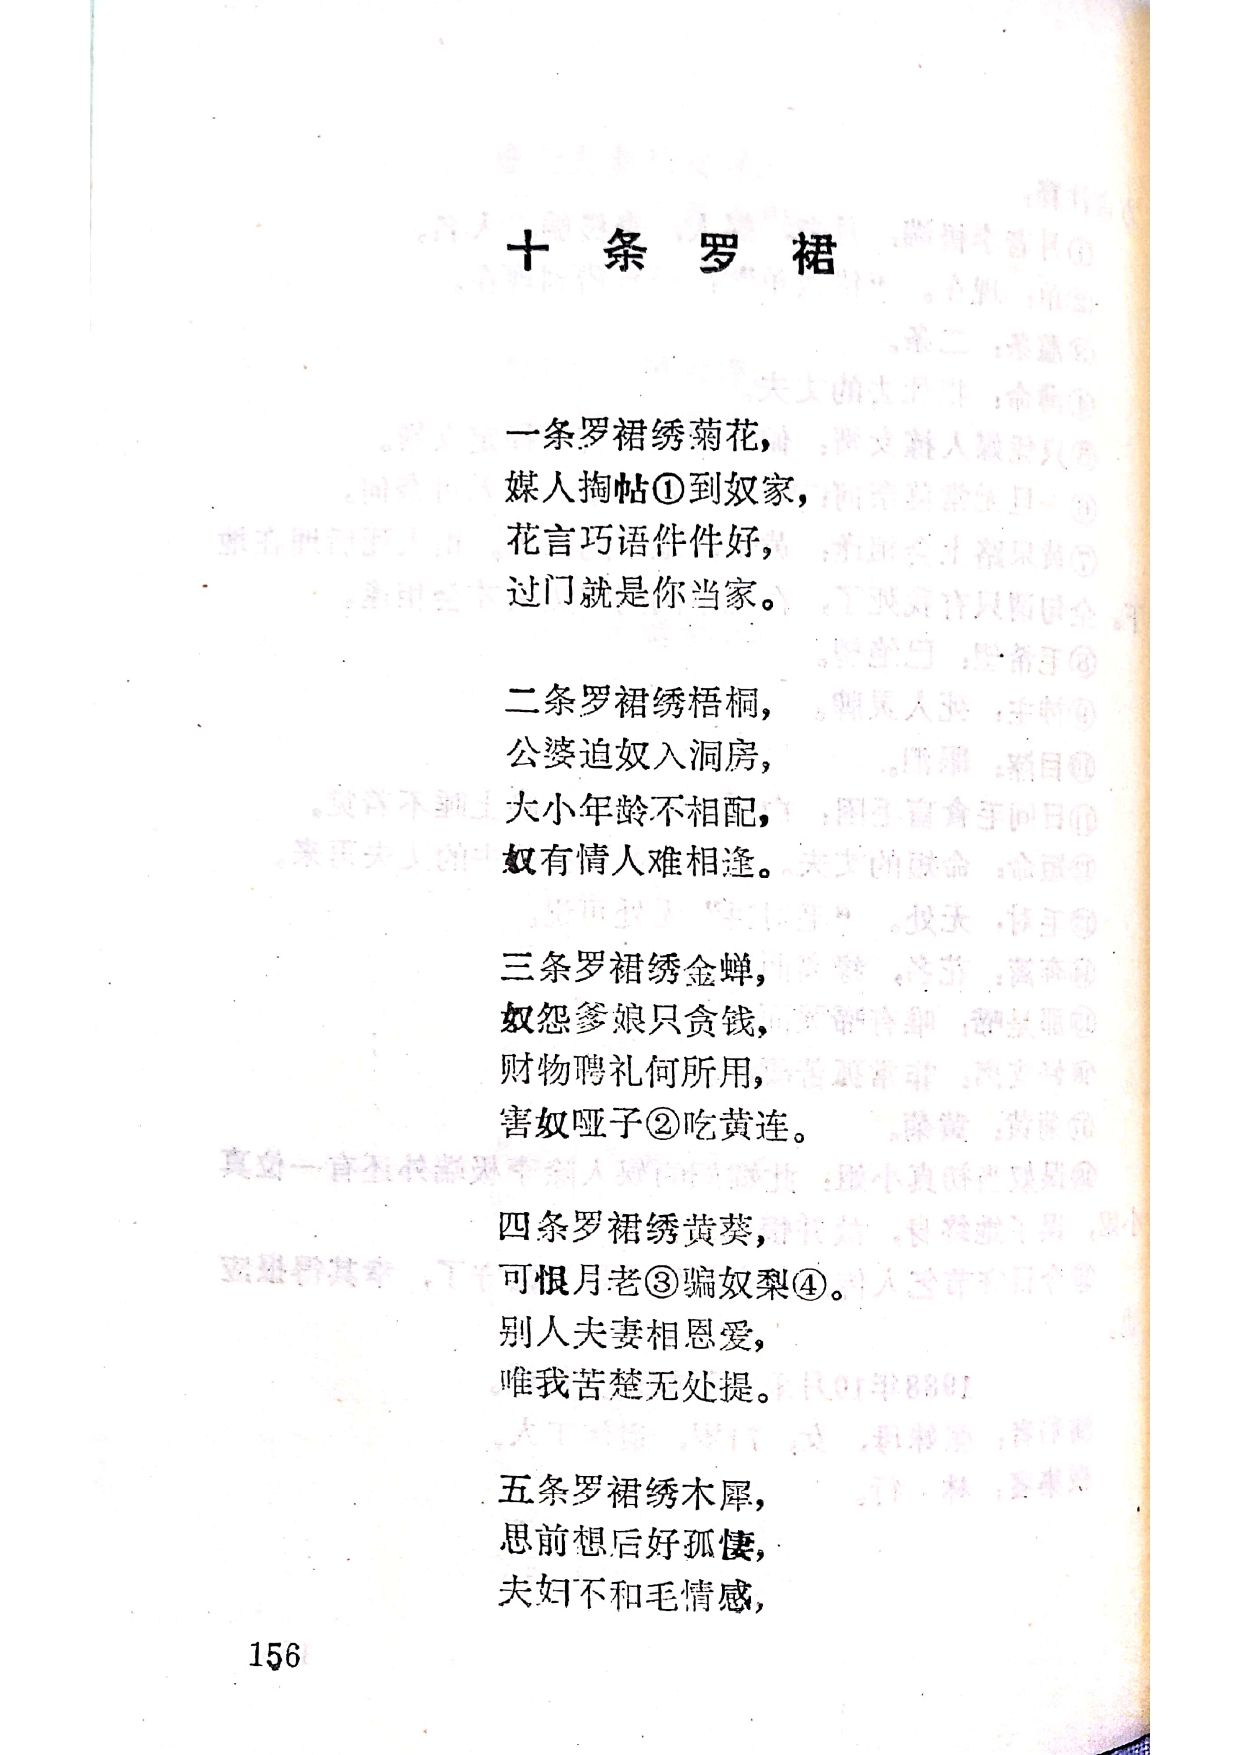 十条罗裙
一条罗裙绣菊花，
媒人掏帖①到奴家，
花言巧语件件好，
过门就是你当家。
二条罗裙绣梧桐，
公婆迫奴入洞房，
大小年龄不相配，
奴有情人难相逢。
三条罗裙绣金蝉，
奴怨爹娘只贪钱，
财物聘礼何所用，
害奴哑子②吃黄连。
四条罗裙绣黄葵，
可恨月老③骗奴梨④。
别人夫妻相恩爱，
唯我苦楚无处提。
五条罗裙绣木犀，
思前想后好孤悽，
夫妇不和毛情感，
156